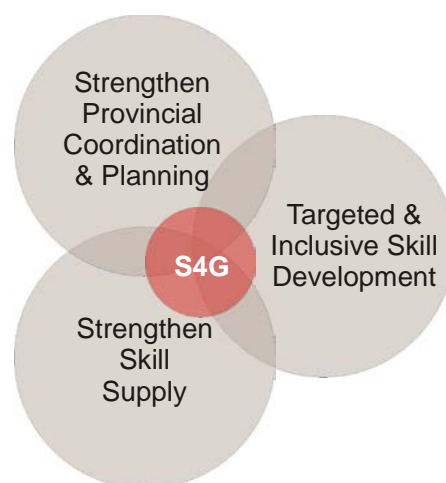 Strengthen
Provincial
Coordination
& Planning
Targeted &
Inclusive Skill
Development
S4G
Strengthen
Skill
Supply